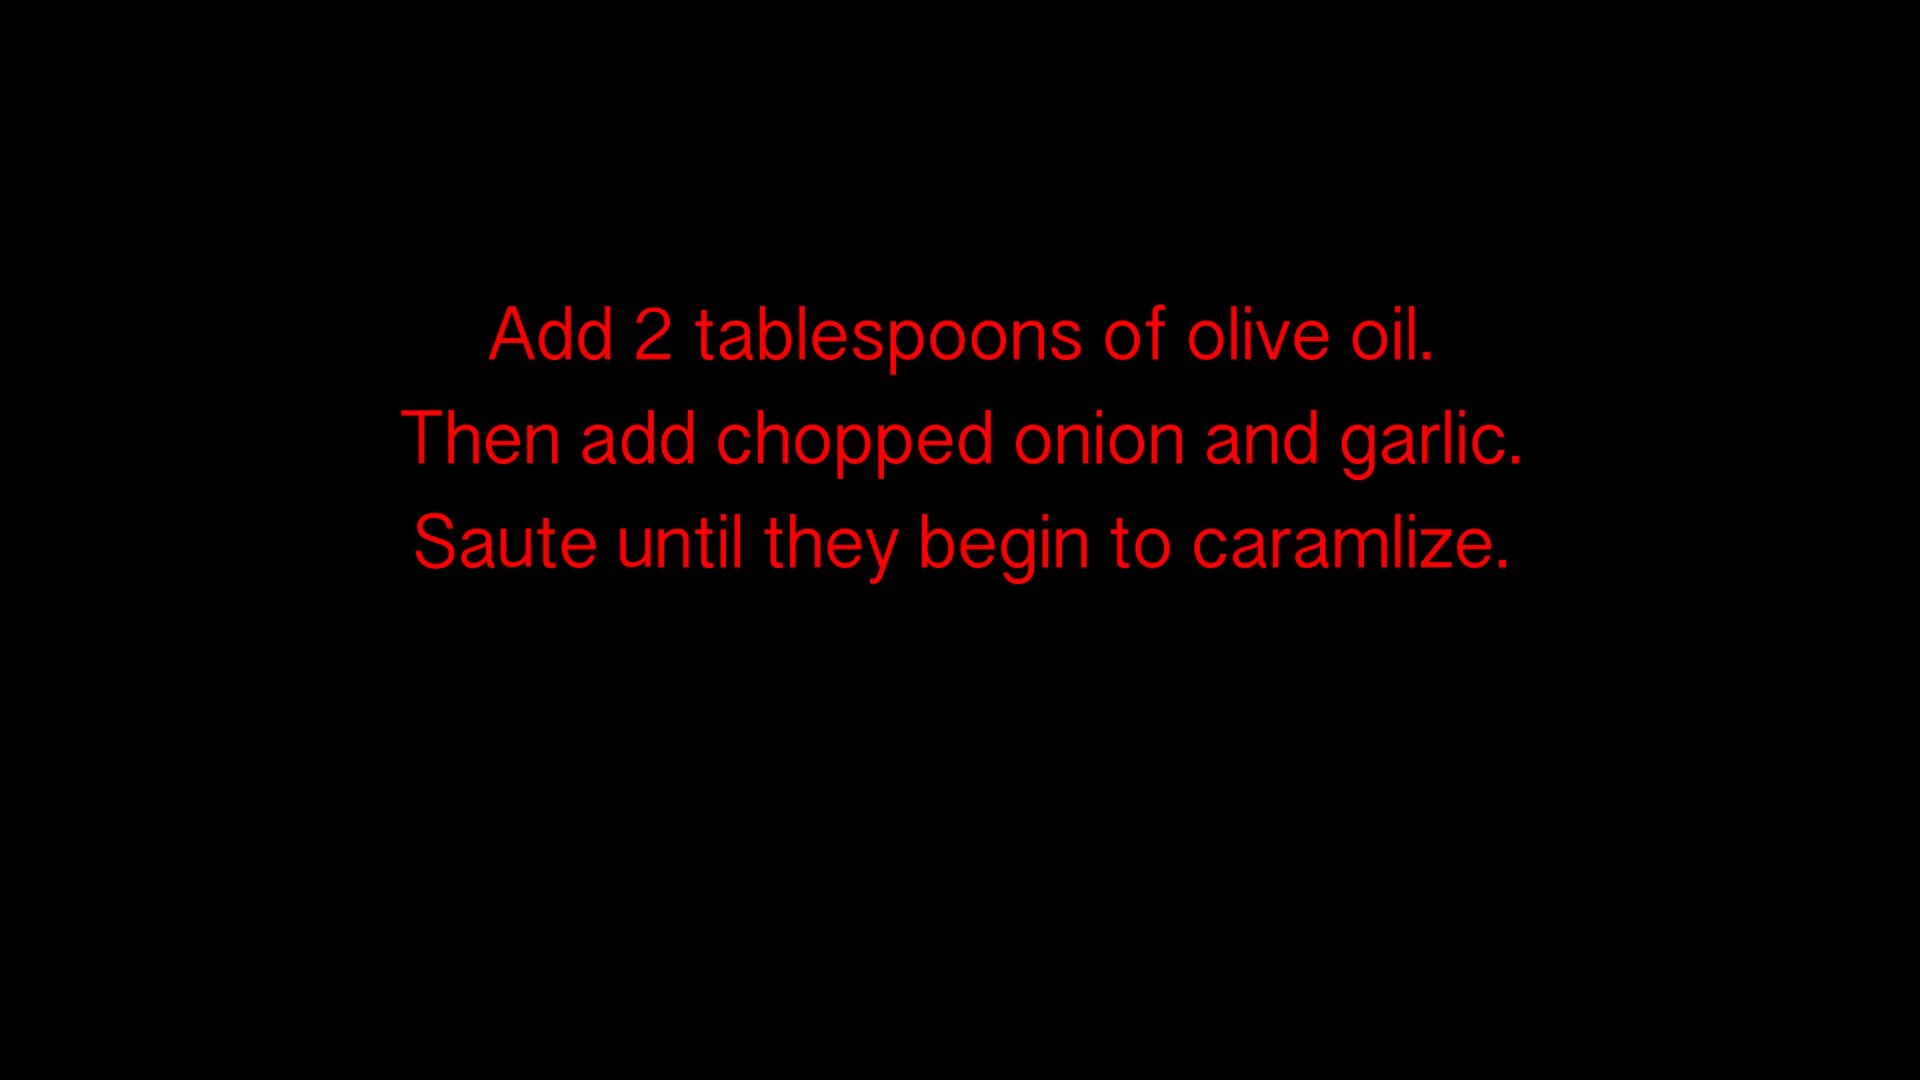 Add 2 tablespoons of olive oil.
Then add chopped onion and garlic.
Saute until they begin to caramlize.